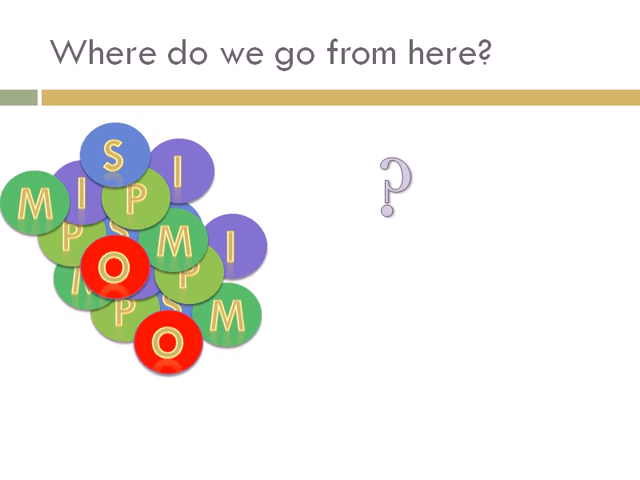 Where do we go from here?
S I
M I P
P S M I
O P
M
P S M
O
?